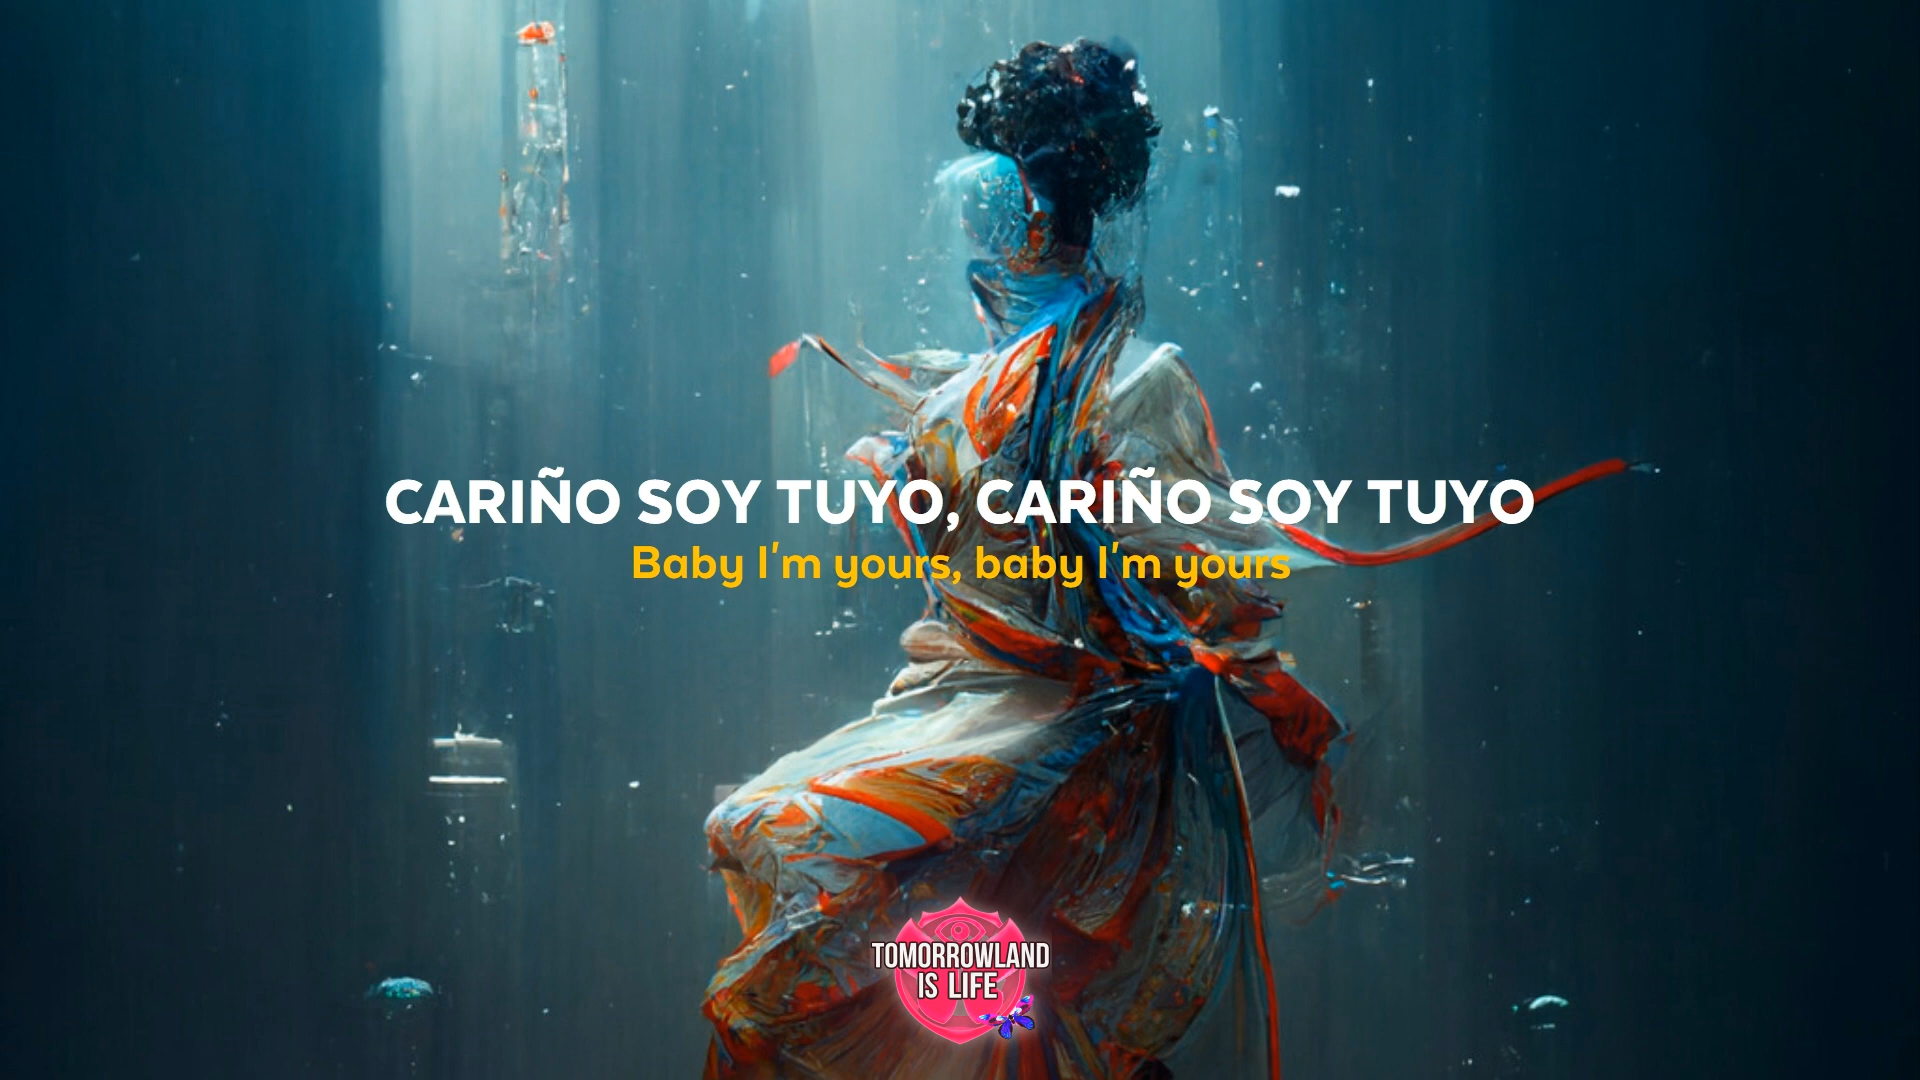 CARIÑO SOY TUYO, CARIÑO SOY TUYO
Baby I'm yours, baby I'm yours
TOMORROWLAND
IS LIFE